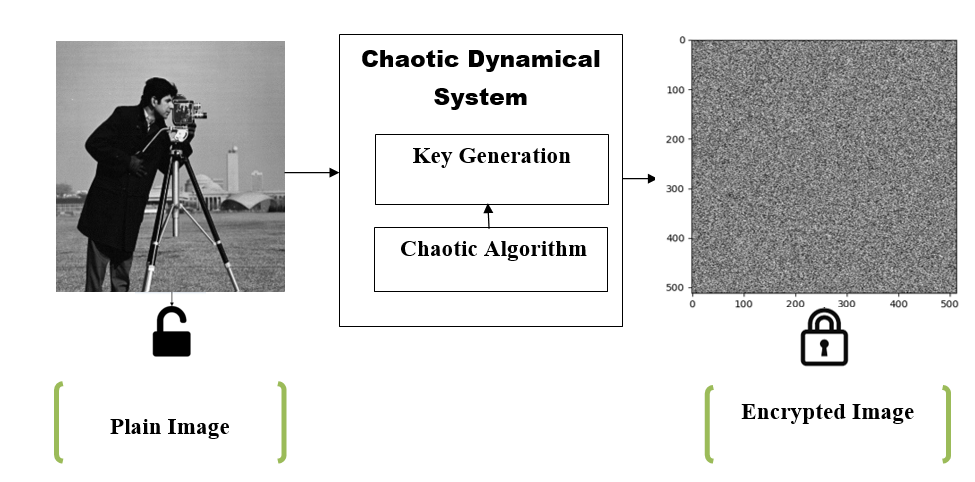 Chaotic Dynamical
System
Key Generation
Chaotic Algorithm
0
100
200
300
400
500
0 100 200 300 400 500
Plain Image
Encrypted Image